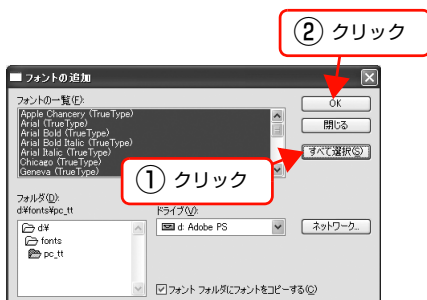 ② クリック
フォントの追加
フォントの一覧(F):
Apple Chancery (TrueType)
Arial (TrueType)
Arial Bold (TrueType)
Arial Bold Italic (TrueType)
Arial Italic (TrueType)
Chicago (TrueType)
Geneva (TrueType)
OK
閉じる
すべて選択(S)
① クリック
フォルダ(D):
d:¥fonts¥pc_tt
d:¥
fonts
pc_tt
ドライブ(V):
d: Adobe PS
ネットワーク...
フォント フォルダにフォントをコピーする(C)